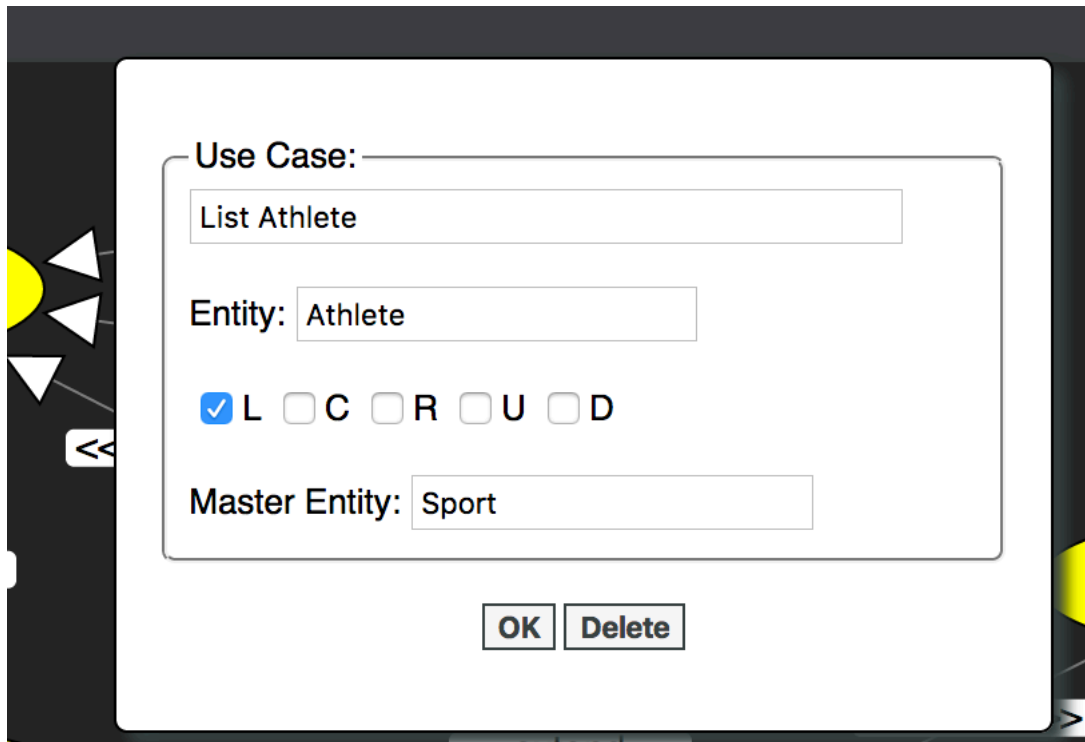 Use Case:
List Athlete
Entity: Athlete
L C R U D
<<
Master Entity: Sport
OK Delete
>